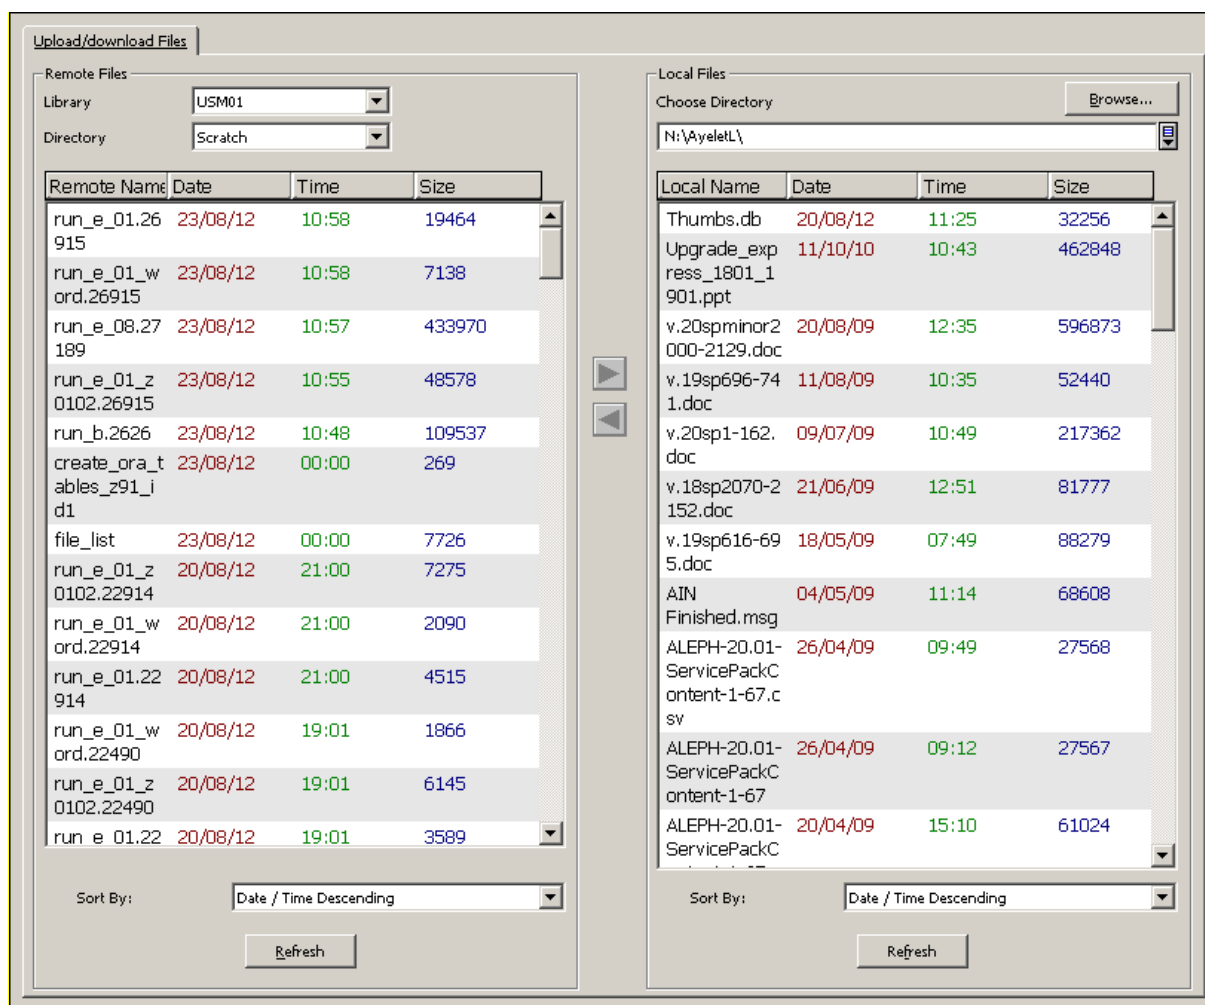 Upload/download Files
Remote Files
Library
USM01
Directory
Scratch
Remote Name Date Time Size
run_e_01.26 23/08/12 10:58 19464
915
run_e_01_w 23/08/12 10:58 7138
ord.26915
run_e_08.27 23/08/12 10:57 433970
189
run_e_01_z 23/08/12 10:55 48578
0102.26915
run_b.2626 23/08/12 10:48 109537
create_ora_t 23/08/12 00:00 269
ables_z91_i
d1
file_list 23/08/12 00:00 7726
run_e_01_z 20/08/12 21:00 7275
0102.22914
run_e_01_w 20/08/12 21:00 2090
ord.22914
run_e_01.22 20/08/12 21:00 4515
914
run_e_01_w 20/08/12 19:01 1866
ord.22490
run_e_01_z 20/08/12 19:01 6145
0102.22490
run_e_01.22 20/08/12 19:01 3589
Sort By: Date / Time Descending
Refresh
Local Files
Choose Directory
Browse...
N:\AyeletL\
Local Name Date Time Size
Thumbs.db 20/08/12 11:25 32256
Upgrade_exp 11/10/10 10:43 462848
ress_1801_1
901.ppt
v.20spminor2 20/08/09 12:35 596873
000-2129.doc
v.19sp696-74 11/08/09 10:35 52440
1.doc
v.20sp1-162. 09/07/09 10:49 217362
doc
v.18sp2070-2 21/06/09 12:51 81777
152.doc
v.19sp616-69 18/05/09 07:49 88279
5.doc
AIN 04/05/09 11:14 68608
Finished.msg
ALEPH-20.01- 26/04/09 09:49 27568
ServicePackC
ontent-1-67.c
sv
ALEPH-20.01- 26/04/09 09:12 27567
ServicePackC
ontent-1-67
ALEPH-20.01- 20/04/09 15:10 61024
ServicePackC
Sort By: Date / Time Descending
Refresh